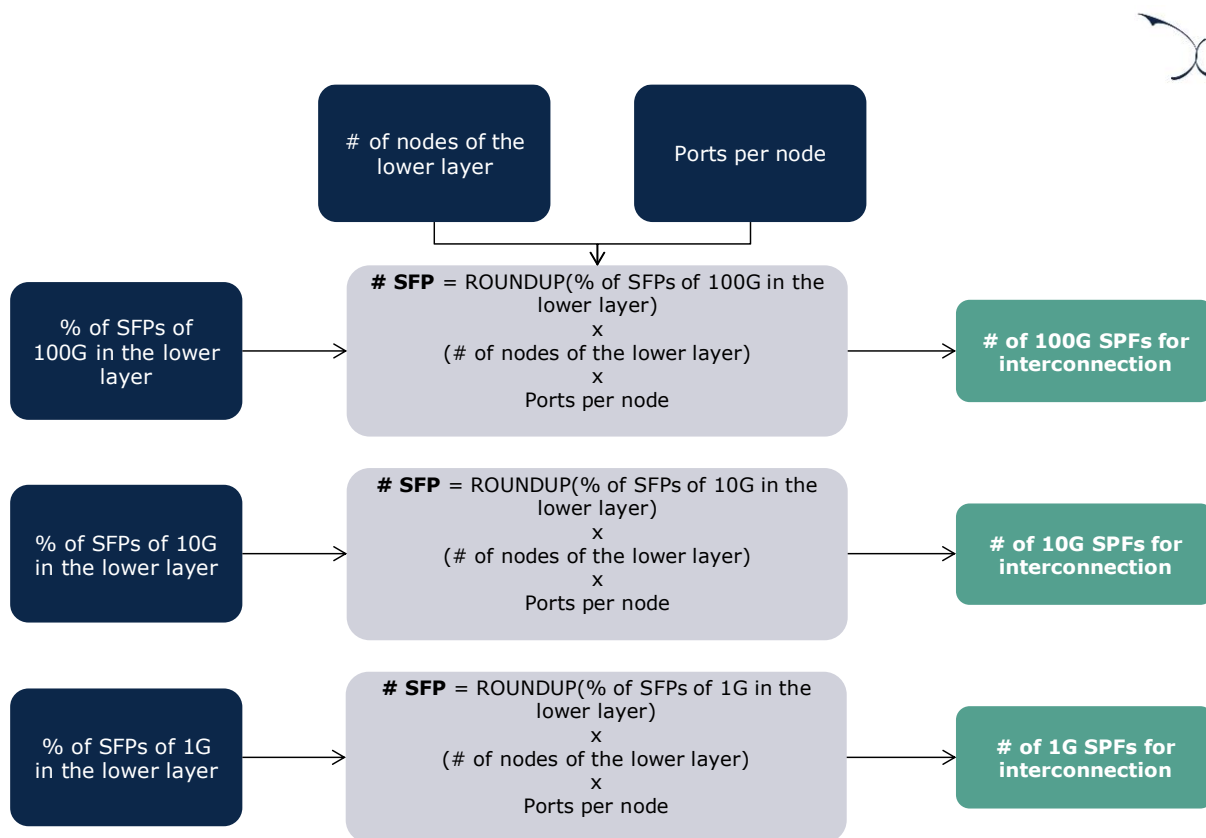 # of nodes of the
lower layer
Ports per node
% of SFPs of
100G in the lower
layer
# SFP = ROUNDUP(% of SFPs of 100G in the
lower layer)
x
(# of nodes of the lower layer)
x
Ports per node
# of 100G SPFs for
interconnection
% of SFPs of 10G
in the lower layer
# SFP = ROUNDUP(% of SFPs of 10G in the
lower layer)
x
(# of nodes of the lower layer)
x
Ports per node
# of 10G SPFs for
interconnection
% of SFPs of 1G
in the lower layer
# SFP = ROUNDUP(% of SFPs of 1G in the
lower layer)
x
(# of nodes of the lower layer)
x
Ports per node
# of 1G SPFs for
interconnection